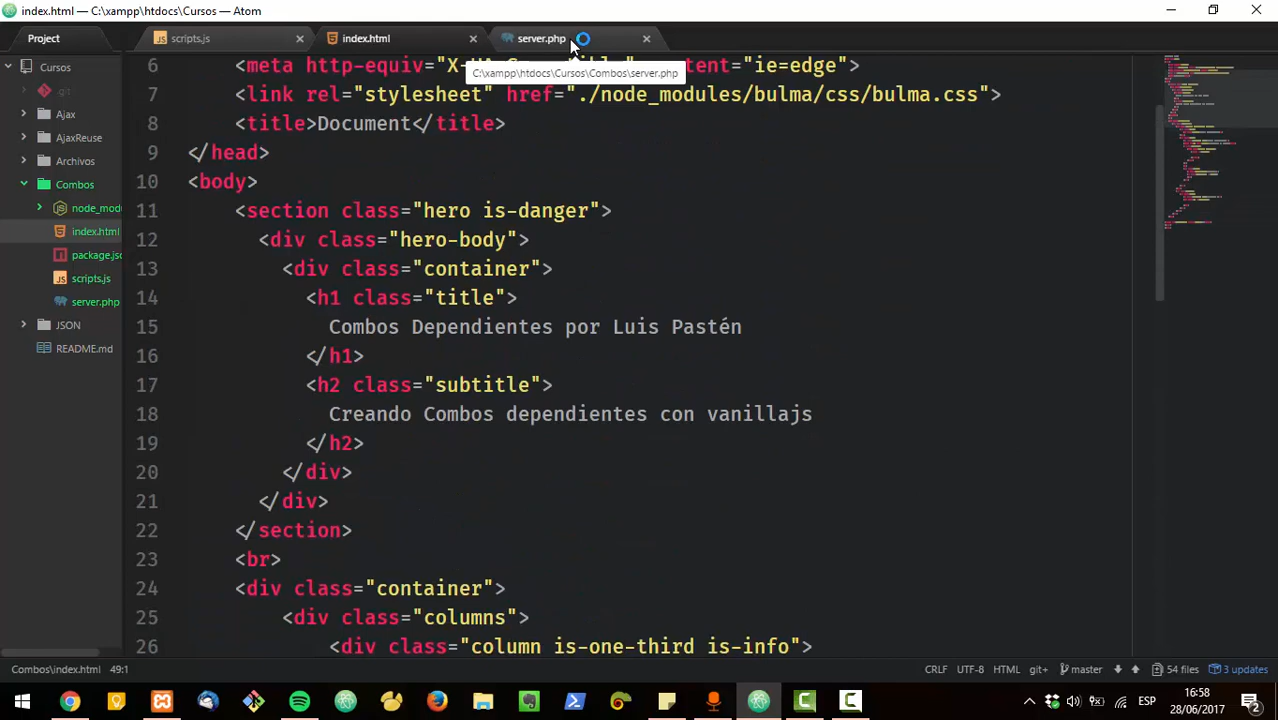 index.html — C:\xampp\htdocs\Cursos — Atom
Project
scripts.js
index.html
server.php
C:\xampp\htdocs\Cursos\Combos\server.php
Cursos
.git
Ajax
AjaxReuse
Archivos
Combos
node_mod
index.html
package.jsc
scripts.js
server.php
JSON
README.md
6 <meta http-equiv="X- content="ie=edge">
7 <link rel="stylesheet" href="./node_modules/bulma/css/bulma.css">
8 <title>Document</title>
9 </head>
10 <body>
11 <section class="hero is-danger">
12 <div class="hero-body">
13 <div class="container">
14 <h1 class="title">
15 Combos Dependientes por Luis Pastén
16 </h1>
17 <h2 class="subtitle">
18 Creando Combos dependientes con vanillajs
19 </h2>
20 </div>
21 </div>
22 </section>
23 <br>
24 <div class="container">
25 <div class="columns">
26 <div class="column is-one-third is-info">
Combos\index.html 49:1
CRLF UTF-8 HTML git+ master 54 files 3 updates
ESP
16:58
28/06/2017